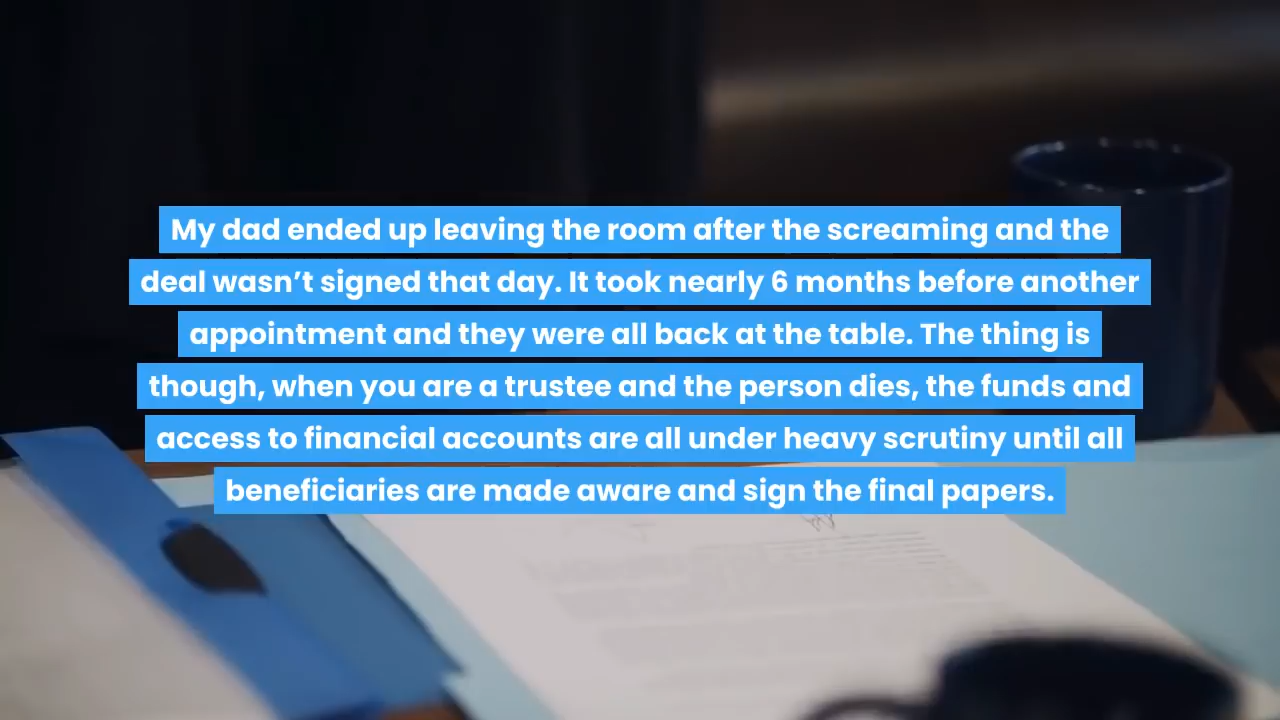 My dad ended up leaving the room after the screaming and the
deal wasn’t signed that day. It took nearly 6 months before another
appointment and they were all back at the table. The thing is
though, when you are a trustee and the person dies, the funds and
access to financial accounts are all under heavy scrutiny until all
beneficiaries are made aware and sign the final papers.